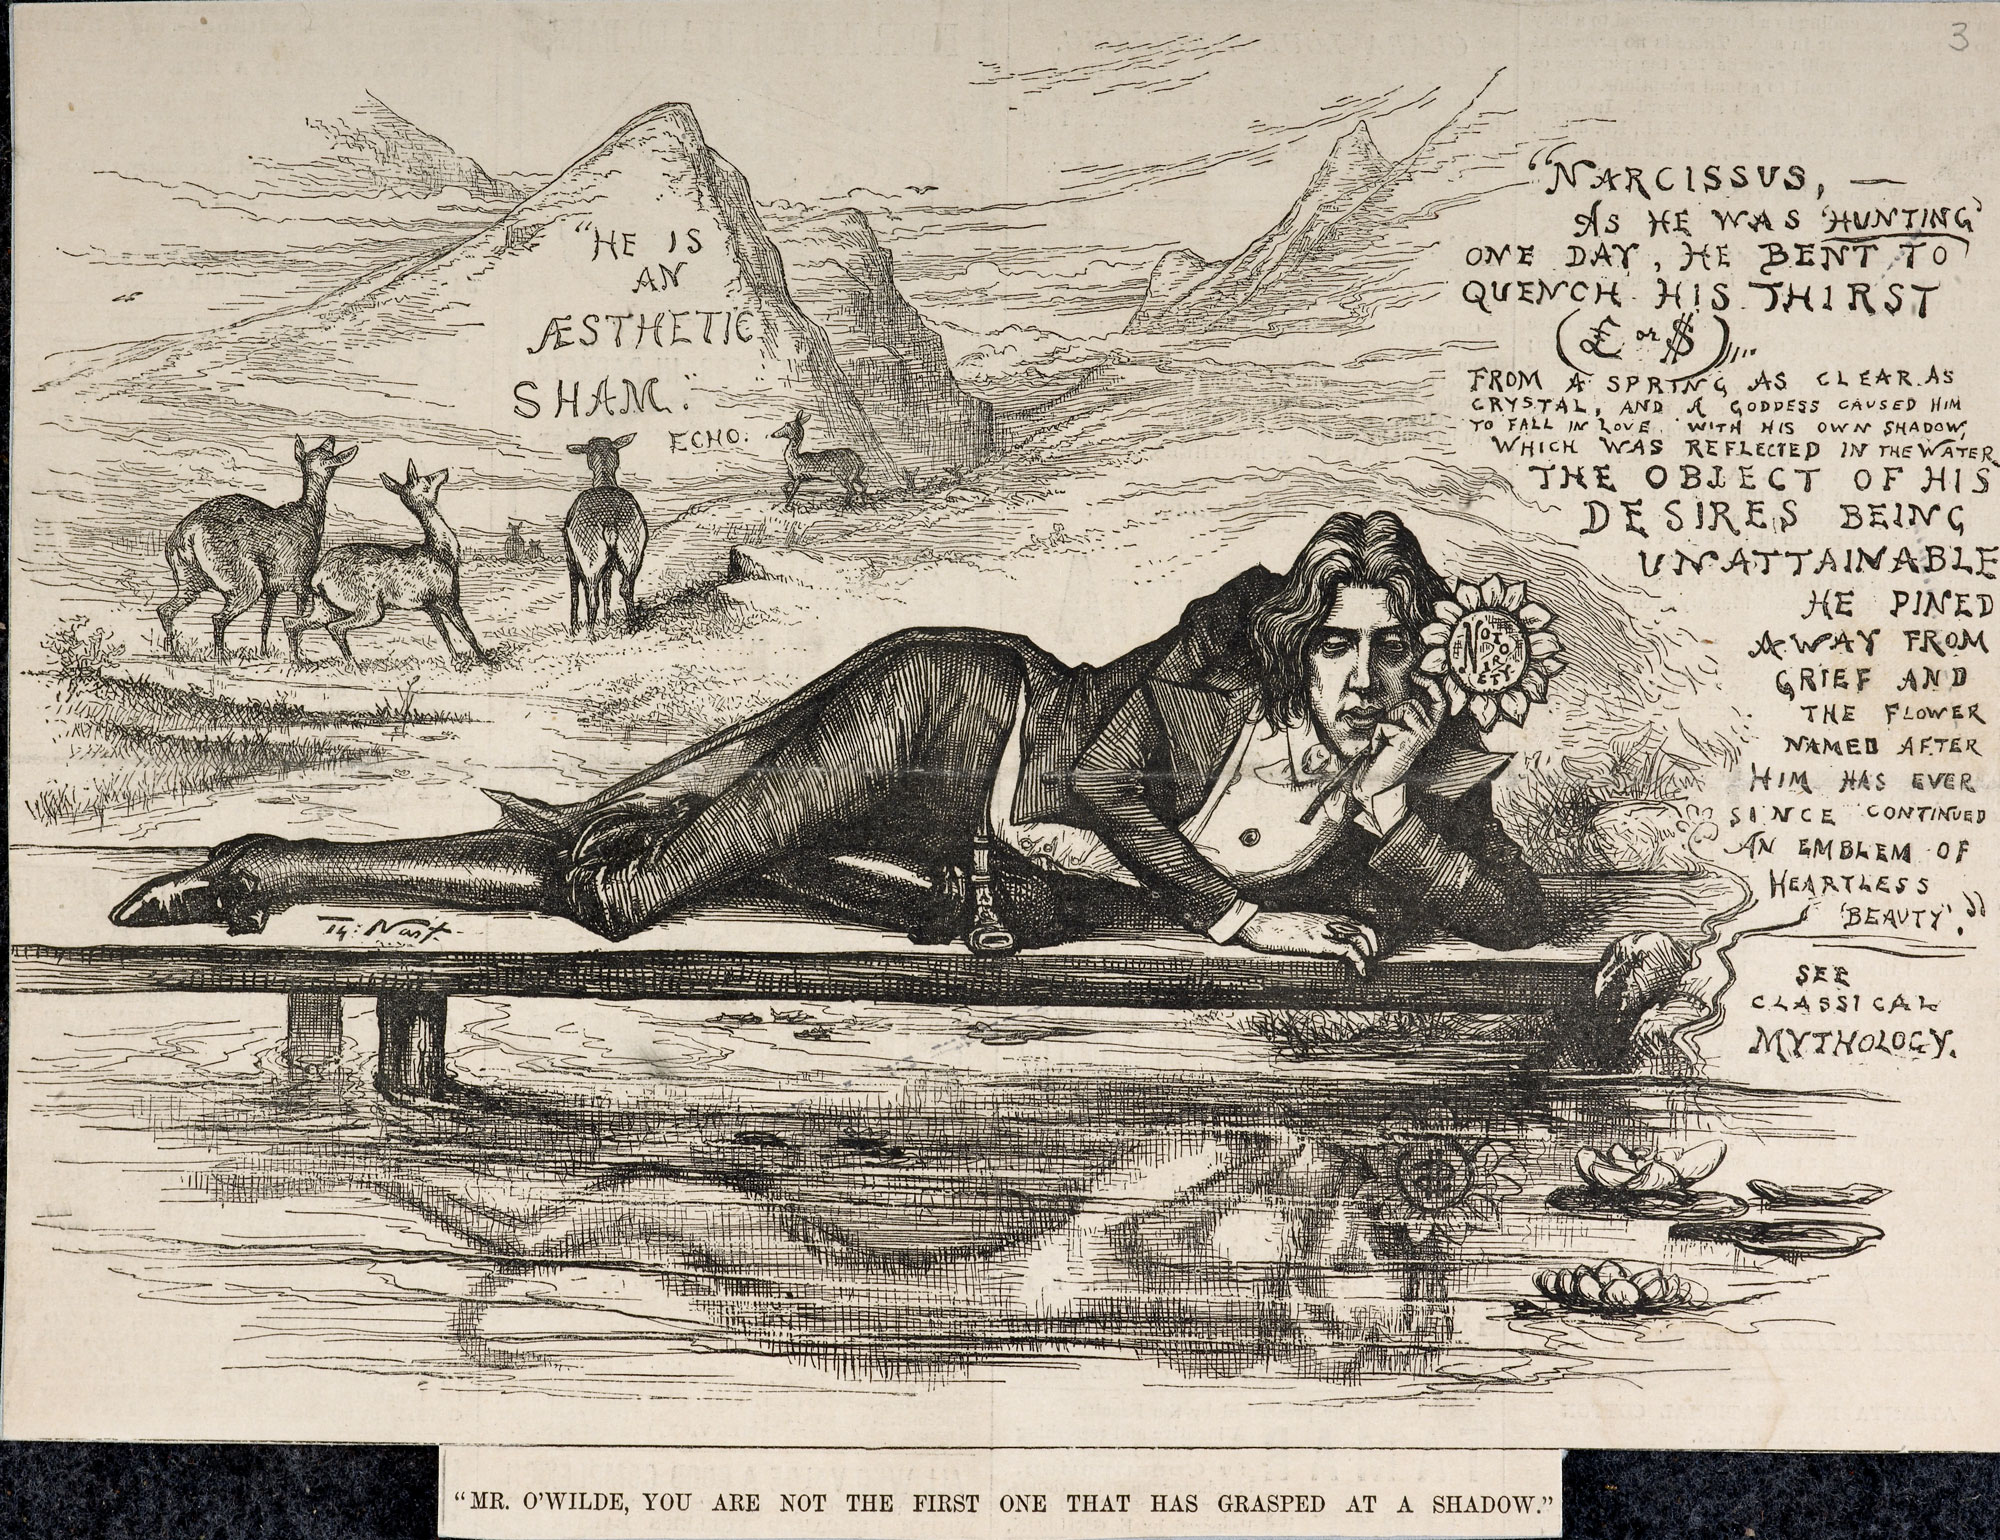 3
"HE IS
AN
ÆSTHETIC
SHAM."
ECHO.
"NARCISSUS, —
AS HE WAS 'HUNTING'
ONE DAY, HE BENT TO
QUENCH HIS THIRST
(£ or $)
FROM A SPRING AS CLEAR AS
CRYSTAL, AND A GODDESS CAUSED HIM
TO FALL IN LOVE WITH HIS OWN SHADOW,
WHICH WAS REFLECTED IN THE WATER
THE OBJECT OF HIS
DESIRES BEING
UNATTAINABLE
HE PINED
AWAY FROM
GRIEF AND
THE FLOWER
NAMED AFTER
HIM HAS EVER
SINCE CONTINUED
AN EMBLEM OF
HEARTLESS
'BEAUTY'."
SEE
CLASSICAL
MYTHOLOGY.
NOTORIETY
Th: Nast
"MR. O'WILDE, YOU ARE NOT THE FIRST ONE THAT HAS GRASPED AT A SHADOW."